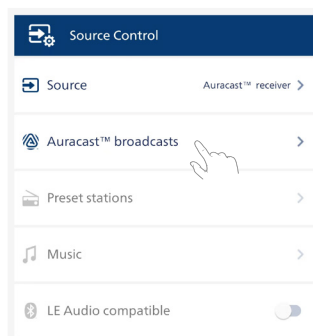 Source Control
Source Auracast™ receiver
Auracast™ broadcasts
Preset stations
Music
LE Audio compatible